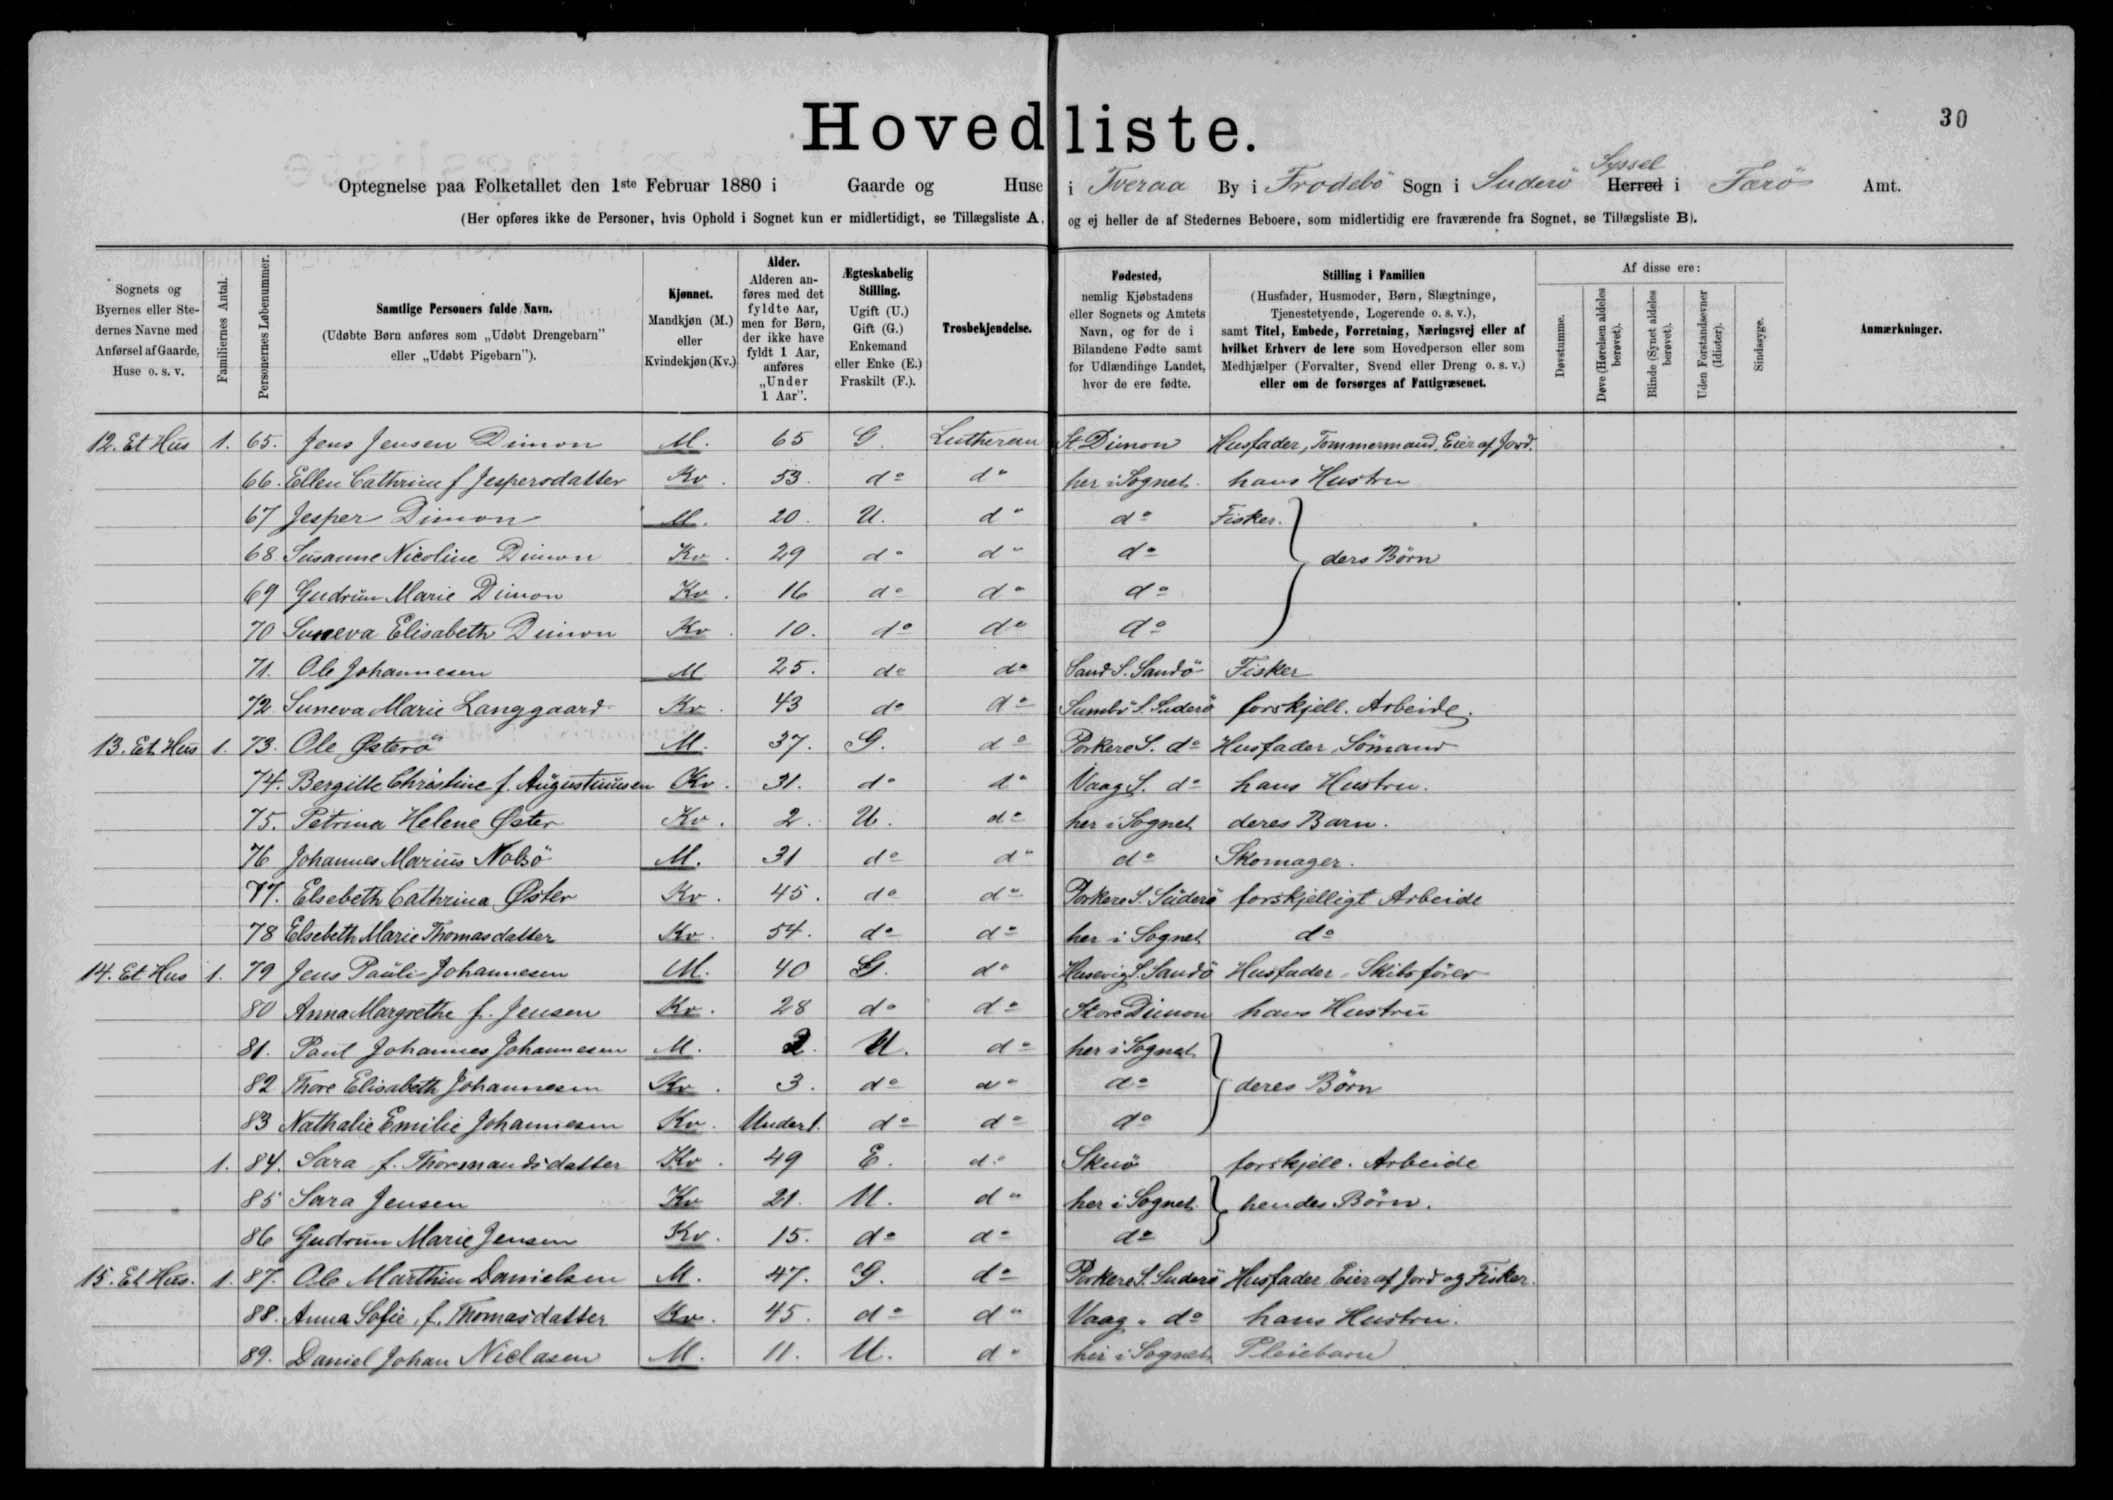 30
Hovedliste.
Optegnelse paa Folketallet den 1ste Februar 1880 i Gaarde og Huse i Tveraa By i Frodebö Sogn i Suderö Syssel Herred i Færö Amt.
(Her opføres ikke de Personer, hvis Ophold i Sognet kun er midlertidigt, se Tillægsliste A, og ej heller de af Stedernes Beboere, som midlertidig ere fraværende fra Sognet, se Tillægsliste B).
Sognets og Byernes eller Stedernes Navne med Anførsel af Gaarde, Huse o. s. v.
Familiernes Antal.
Personernes Løbenummer.
Samtlige Personers fulde Navn.
(Udøbte Børn anføres som „Udøbt Drengebarn" eller „Udøbt Pigebarn").
Kjønnet.
Mandkjøn (M.) eller Kvindekjøn (Kv.)
Alder.
Alderen anføres med det fyldte Aar, men for Børn, der ikke have fyldt 1 Aar, anføres „Under 1 Aar".
Ægteskabelig Stilling.
Ugift (U.) Gift (G.) Enkemand eller Enke (E.) Fraskilt (F.).
Trosbekjendelse.
Fødested,
nemlig Kjøbstadens eller Sognets og Amtets Navn, og for de i Bilandene Fødte samt for Udlændinge Landet, hvor de ere fødte.
Stilling i Familien
(Husfader, Husmoder, Børn, Slægtninge, Tjenestetyende, Logerende o. s. v.), samt Titel, Embede, Forretning, Næringsvej eller af hvilket Erhverv de leve som Hovedperson eller som Medhjælper (Forvalter, Svend eller Dreng o. s. v.) eller om de forsørges af Fattigvæsenet.
Af disse ere:
Døvstumme.
Døve (Hørelsen aldeles berøvet).
Blinde (Synet aldeles berøvet).
Uden Forstandsevner (Idioter).
Sindssyge.
Anmærkninger.
12. Et Hus 1. 65. Jens Jensen Dimon M. 65 G. Lutheran St Dimon Husfader, Tømmermand, Eier af Jord.
66. Ellen Cathrine f Jespersdatter Kv. 53. do do her i Sognet. hans Hustru
67 Jesper Dimon M. 20. U. do do Fisker.
68. Susanne Nicoline Dimon Kv. 29 do do do ders Børn
69 Gudrun Marie Dimon Kv. 16 do do do
70 Suneva Elisabeth Dimon Kv. 10. do do do
71. Ole Johannesen M 25. do do Sand S. Sandö Fisker
72. Suneva Marie Langgaard Kv. 43 do do Sumbö S. Suderö forskjell. Arbeide.
13. Et Hus 1. 73. Ole Østerö M. 37. G. do Porkere S. do Husfader, Sömand
74. Bergitte Christine f. Augustinusen Kv. 31. do do Vaag S. do hans Hustru.
75. Petrina Helene Øster Kv. 2. U. do her i Sognet deres Barn.
76 Johannes Marius Nolsö M. 31 do do do Skomager.
77. Elsebeth Cathrina Øster Kv. 45. do do Porkere S. Suderö forskjelligt Arbeide
78 Elsebeth Marie Thomasdatter Kv. 54. do do her i Sognet do
14. Et Hus 1. 79 Jens Pauli Johannesen M. 40 G. do Husevig S. Sandö Husfader, Skibsfører
80 Anna Margrethe f. Jensen Kv. 28 do do Store Dimon hans Hustru
81. Paul Johannes Johannesen M. 2. U. do her i Sognet
82 Thore Elisabeth Johannesen Kv. 3. do do do deres Børn
83 Nathalie Emilie Johannesen Kv. Under 1. do do do
1. 84. Sara f. Thormandsdatter Kv. 49 E. do Skuö forskjell. Arbeide
85 Sara Jensen Kv 21. U. do her i Sognet hendes Børn.
86 Gudrun Marie Jensen Kv. 15. do do do
15. Et Hus. 1. 87. Ole Marthin Danielsen M. 47. G. do Porkere S. Suderö Husfader Eier af Jord og Fisker.
88. Anna Sofie, f. Thomasdatter Kv. 45. do do Vaag " do hans Hustru.
89. Daniel Johan Niclasen M. 11. U. do her i Sognet Pleiebarn